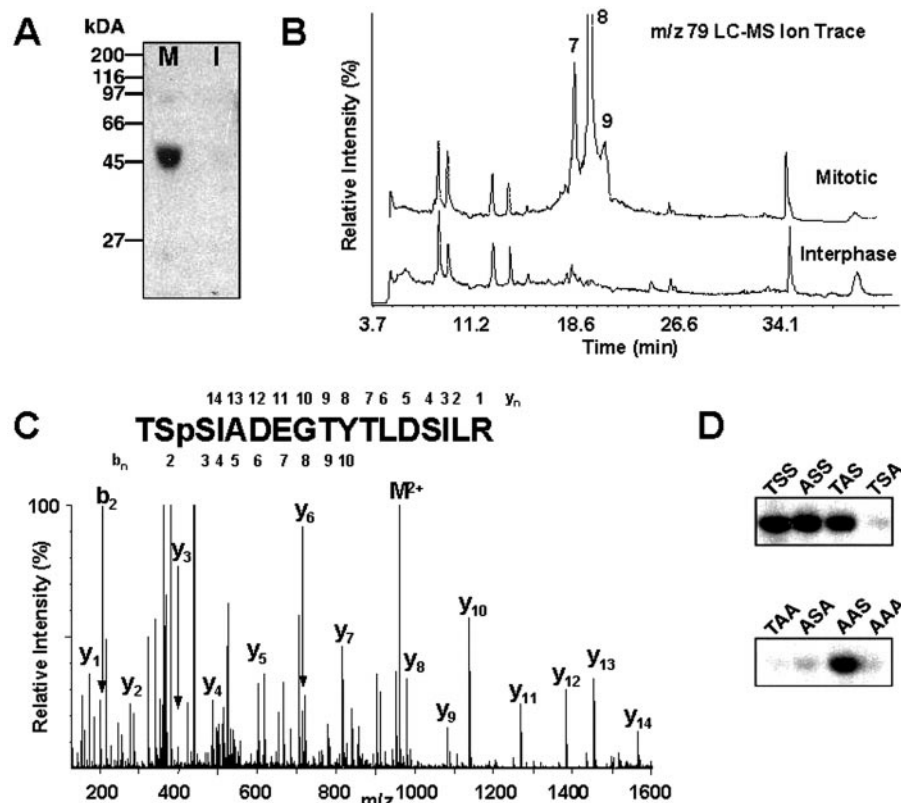 A
kDa
M I
200
116
97
66
45
27
B
m/z 79 LC-MS Ion Trace
7
8
9
Mitotic
Interphase
Relative Intensity (%)
3.7 11.2 18.6 26.6 34.1
Time (min)
C
14 13 12 11 10 9 8 7 6 5 4 3 2 1 yn
TSpSIADEGTYTLDSILR
bn 2 3 4 5 6 7 8 9 10
100
Relative Intensity (%)
b2
M2+
y1
y2
y3
y4
y5
y6
y7
y8
y9
y10
y11
y12
y13
y14
200 400 600 800 1000 1200 1400 1600
m/z
D
TSS ASS TAS TSA
TAA ASA AAS AAA